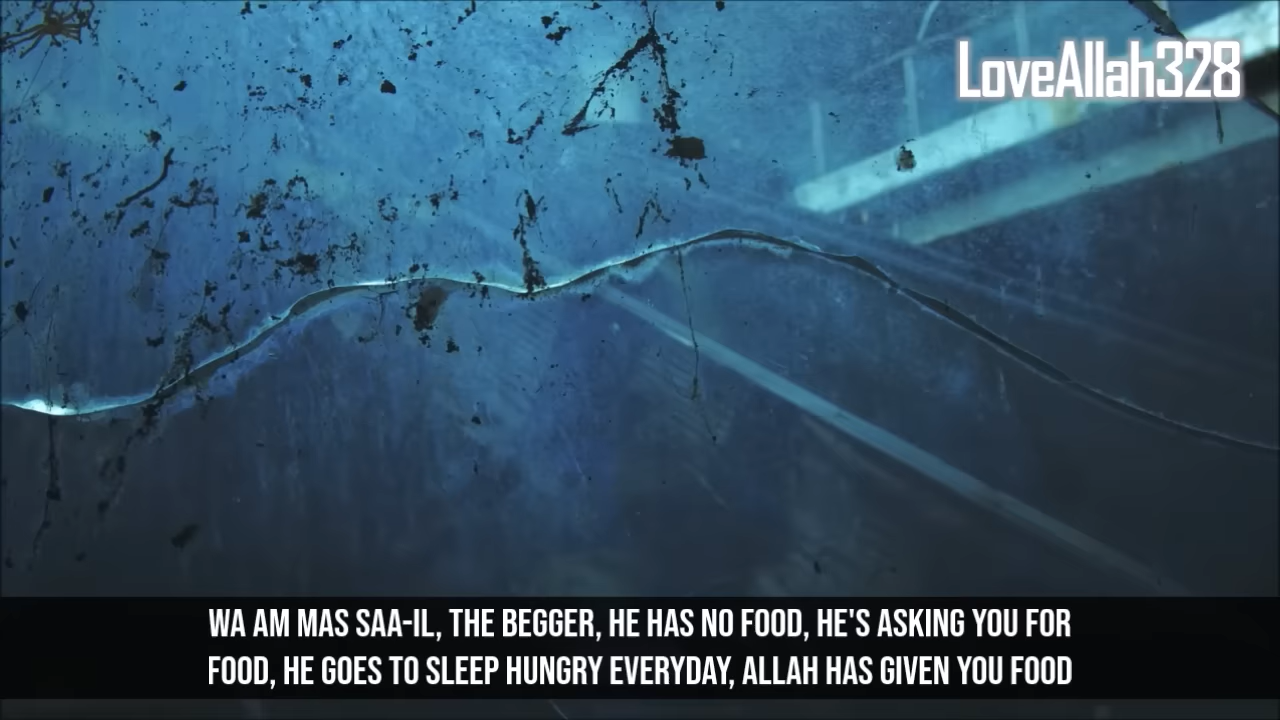 LoveAllah328
WA AM MAS SAA-IL, THE BEGGER, HE HAS NO FOOD, HE'S ASKING YOU FOR
FOOD, HE GOES TO SLEEP HUNGRY EVERYDAY, ALLAH HAS GIVEN YOU FOOD